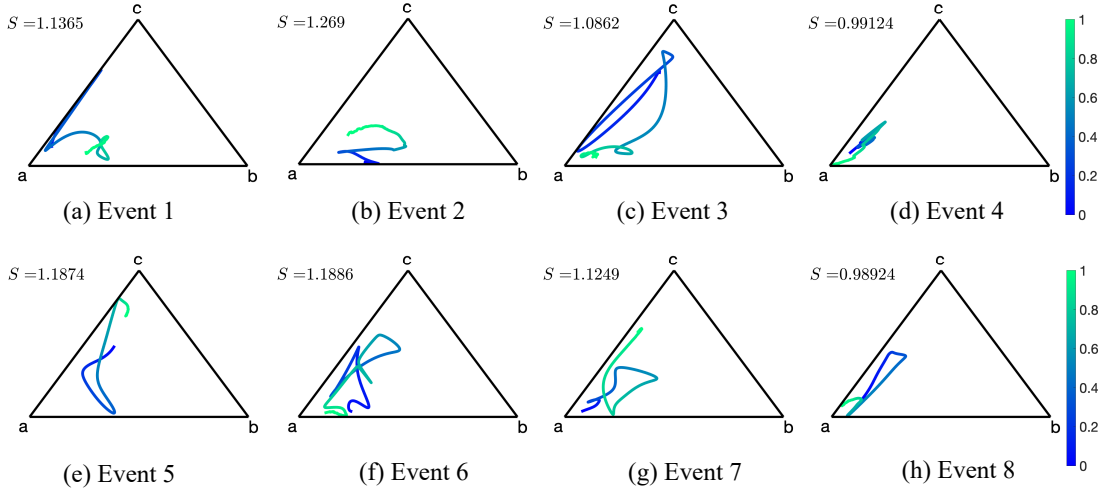 c c c c
S =1.1365 S =1.269 S =1.0862 S =0.99124
1
0.8
0.6
0.4
0.2
0
a b a b a b a b
(a) Event 1 (b) Event 2 (c) Event 3 (d) Event 4
c c c c
S =1.1874 S =1.1886 S =1.1249 S =0.98924
1
0.8
0.6
0.4
0.2
0
a b a b a b a b
(e) Event 5 (f) Event 6 (g) Event 7 (h) Event 8